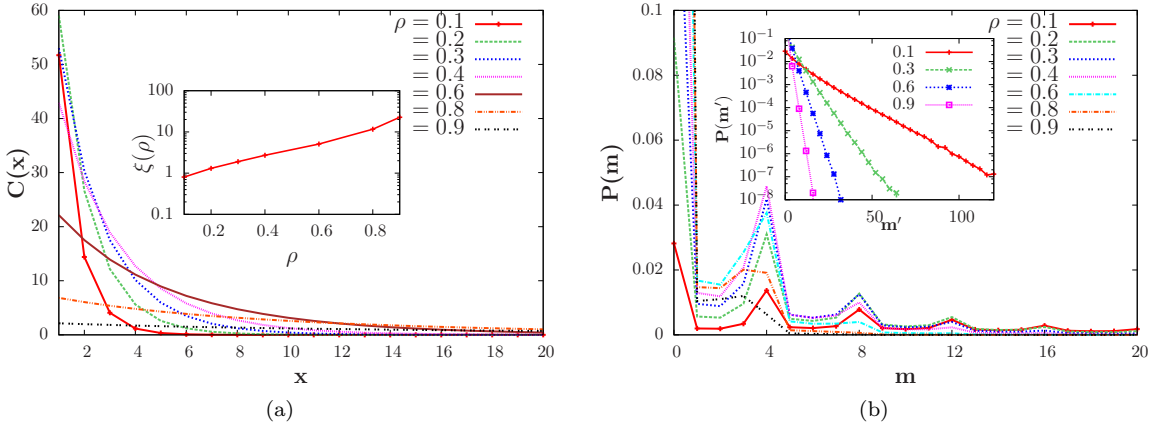 60
50
40
30
20
10
0
2 4 6 8 10 12 14 16 18 20
C(x)
x
ρ = 0.1
= 0.2
= 0.3
= 0.4
= 0.6
= 0.8
= 0.9
100
10
1
0.1
0.2 0.4 0.6 0.8
ξ(ρ)
ρ
(a)
0.1
0.08
0.06
0.04
0.02
0
0 4 8 12 16 20
P(m)
m
ρ = 0.1
= 0.2
= 0.3
= 0.4
= 0.6
= 0.8
= 0.9
10⁻¹
10⁻²
10⁻³
10⁻⁴
10⁻⁵
10⁻⁶
10⁻⁷
10⁻⁸
0 50 100
P(m′)
m′
0.1
0.3
0.6
0.9
(b)